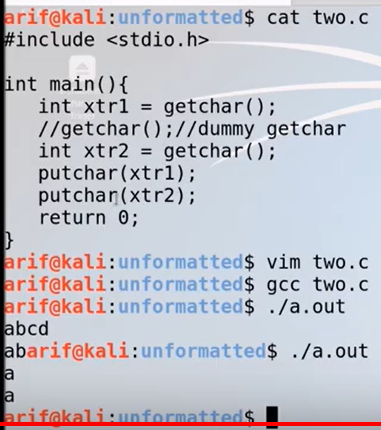 arif@kali:unformatted$ cat two.c
#include <stdio.h>
int main(){
int xtr1 = getchar();
//getchar();//dummy getchar
int xtr2 = getchar();
putchar(xtr1);
putchar(xtr2);
return 0;
}
arif@kali:unformatted$ vim two.c
arif@kali:unformatted$ gcc two.c
arif@kali:unformatted$ ./a.out
abcd
abarif@kali:unformatted$ ./a.out
a
a
arif@kali:unformatted$